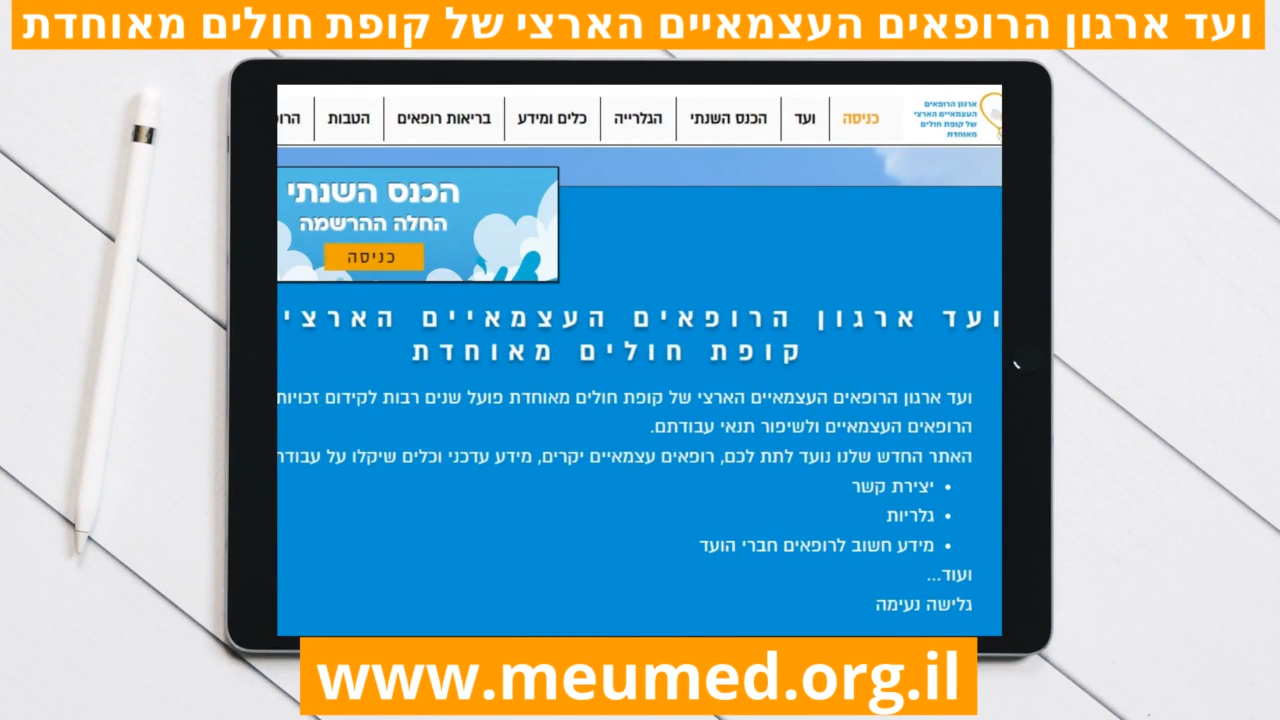 ועד ארגון הרופאים העצמאיים הארצי של קופת חולים מאוחדת
ארגון הרופאים
העצמאיים הארצי
של קופת חולים
מאוחדת
כניסה
ועד
הכנס השנתי
הגלרייה
כלים ומידע
בריאות רופאים
הטבות
הכנס השנתי
החלה ההרשמה
כניסה
ועד ארגון הרופאים העצמאיים הארצי
קופת חולים מאוחדת
ועד ארגון הרופאים העצמאיים הארצי של קופת חולים מאוחדת פועל שנים רבות לקידום זכויות
הרופאים העצמאיים ולשיפור תנאי עבודתם.
האתר החדש שלנו נועד לתת לכם, רופאים עצמאיים יקרים, מידע עדכני וכלים שיקלו על
• יצירת קשר
• גלריות
• מידע חשוב לרופאים חברי הועד
ועוד...
גלישה נעימה
www.meumed.org.il